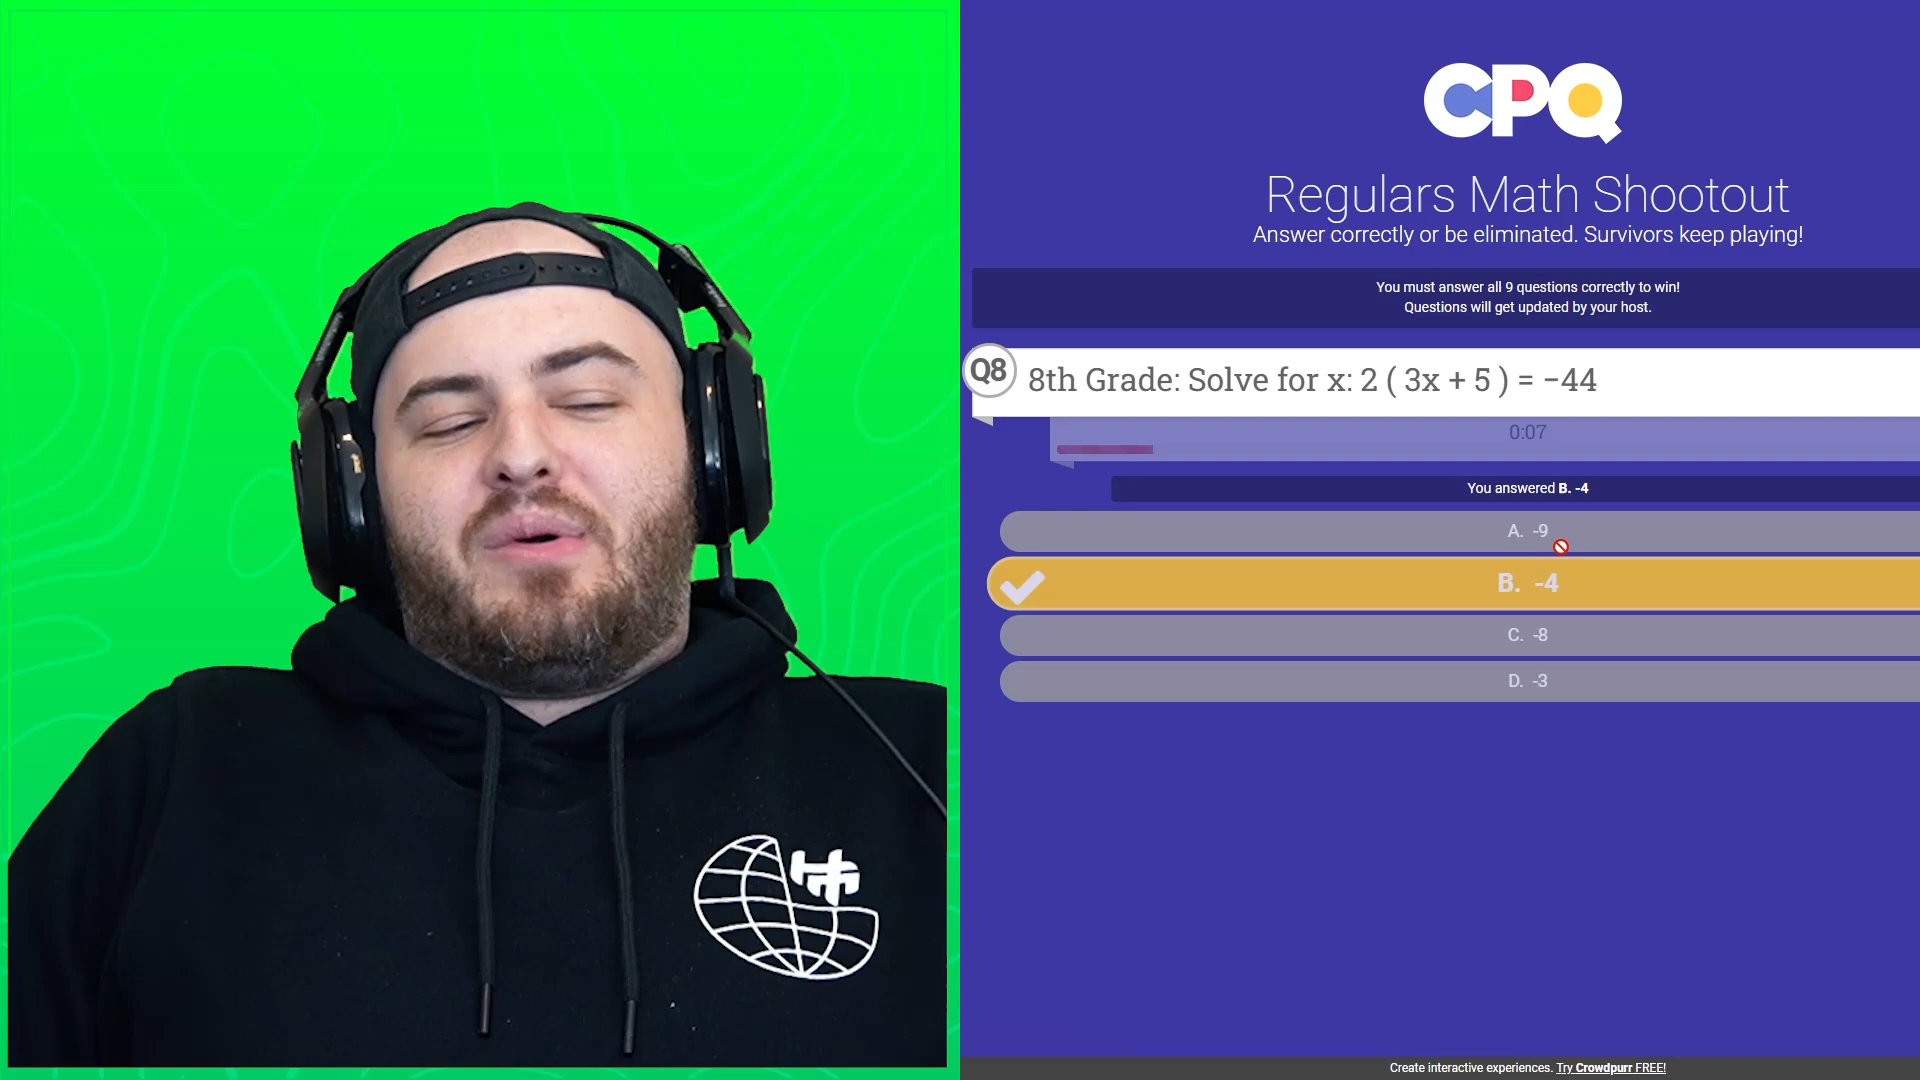 CPQ
Regulars Math Shootout
Answer correctly or be eliminated. Survivors keep playing!
You must answer all 9 questions correctly to win!
Questions will get updated by your host.
Q8
8th Grade: Solve for x: 2 ( 3x + 5 ) = −44
0:07
You answered B. -4
A. -9
B. -4
C. -8
D. -3
Create interactive experiences. Try Crowdpurr FREE!